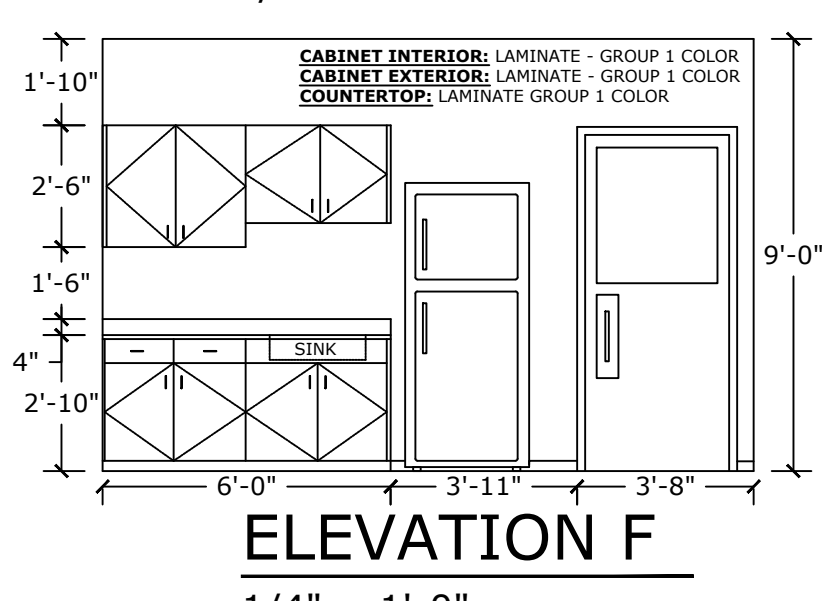 CABINET INTERIOR: LAMINATE - GROUP 1 COLOR
CABINET EXTERIOR: LAMINATE - GROUP 1 COLOR
COUNTERTOP: LAMINATE GROUP 1 COLOR
1'-10"
2'-6"
9'-0"
1'-6"
SINK
4"
2'-10"
6'-0"
3'-11"
3'-8"
ELEVATION F